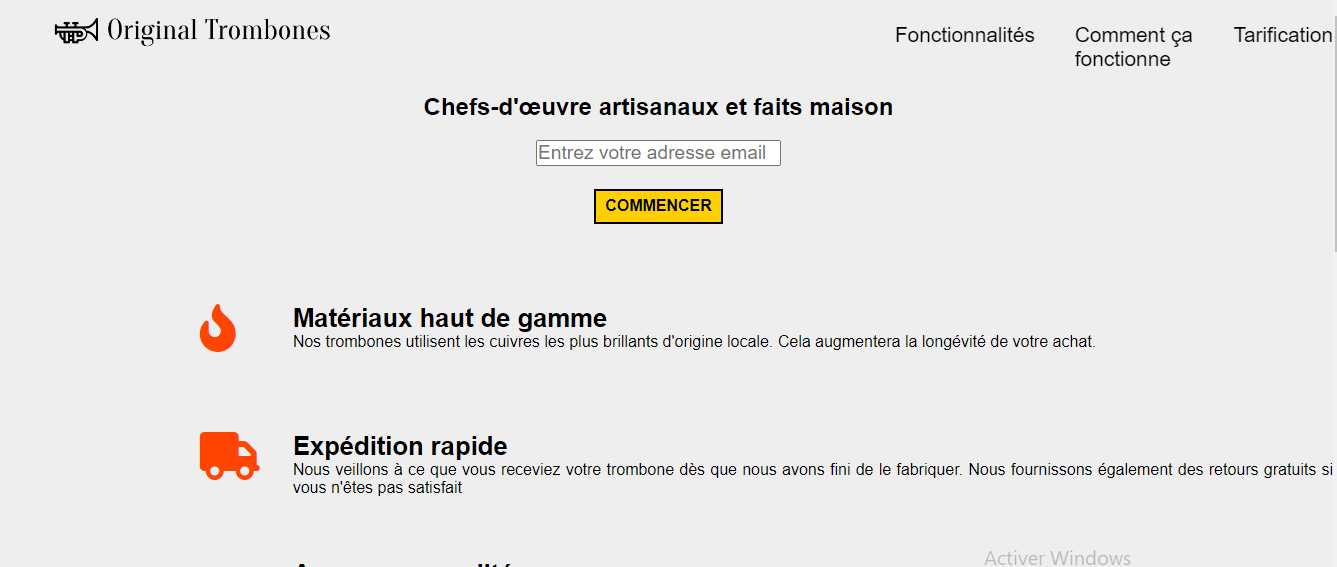 Original Trombones
Fonctionnalités
Comment ça
fonctionne
Tarification
Chefs-d'œuvre artisanaux et faits maison
Entrez votre adresse email
COMMENCER
Matériaux haut de gamme
Nos trombones utilisent les cuivres les plus brillants d'origine locale. Cela augmentera la longévité de votre achat.
Expédition rapide
Nous veillons à ce que vous receviez votre trombone dès que nous avons fini de le fabriquer. Nous fournissons également des retours gratuits si
vous n'êtes pas satisfait
Activer Windows